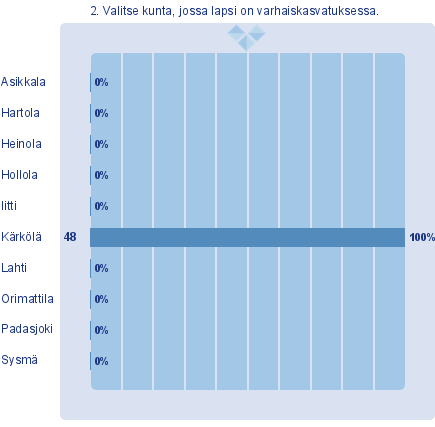 2. Valitse kunta, jossa lapsi on varhaiskasvatuksessa.
Asikkala 0%
Hartola 0%
Heinola 0%
Hollola 0%
Iitti 0%
Kärkölä 48 100%
Lahti 0%
Orimattila 0%
Padasjoki 0%
Sysmä 0%